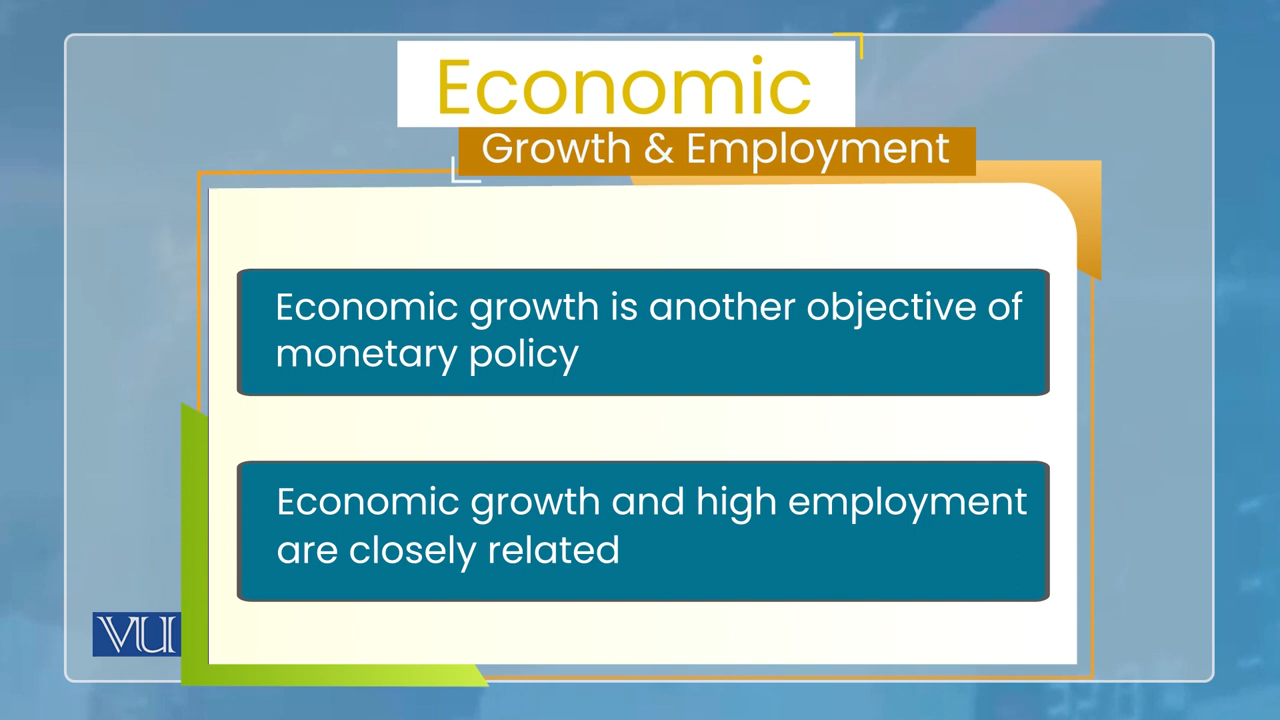 Economic
Growth & Employment
Economic growth is another objective of
monetary policy
Economic growth and high employment
are closely related
VU